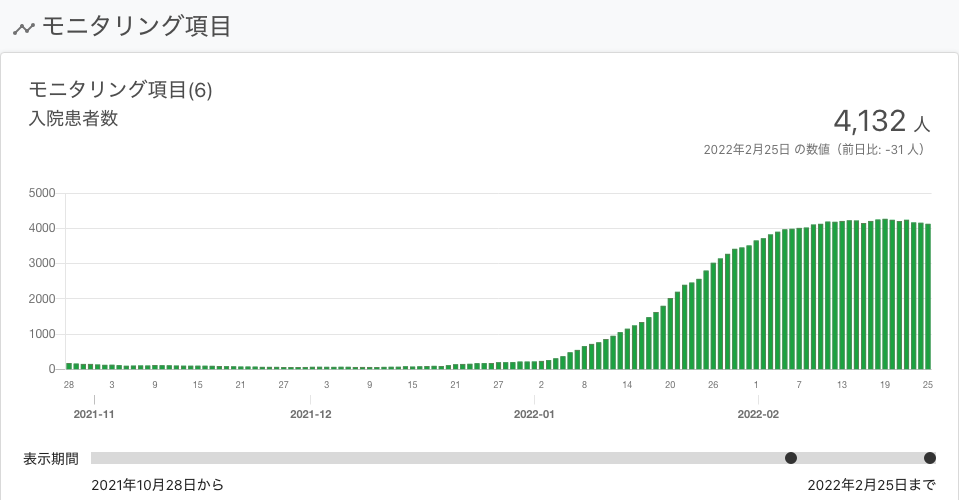 モニタリング項目
モニタリング項目(6)
入院患者数
4,132 人
2022年2月25日 の数値（前日比: -31 人）
5000
4000
3000
2000
1000
0
28 3 9 15 21 27 3 9 15 21 27 2 8 14 20 26 1 7 13 19 25
2021-11 2021-12 2022-01 2022-02
表示期間
2021年10月28日から 2022年2月25日まで